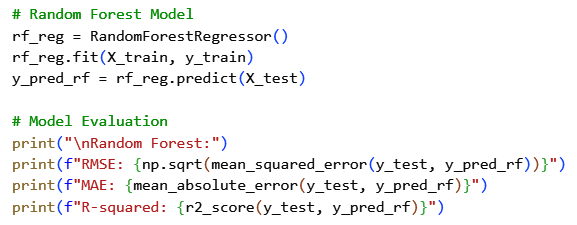 # Random Forest Model
rf_reg = RandomForestRegressor()
rf_reg.fit(X_train, y_train)
y_pred_rf = rf_reg.predict(X_test)

# Model Evaluation
print("\nRandom Forest:")
print(f"RMSE: {np.sqrt(mean_squared_error(y_test, y_pred_rf))}")
print(f"MAE: {mean_absolute_error(y_test, y_pred_rf)}")
print(f"R-squared: {r2_score(y_test, y_pred_rf)}")